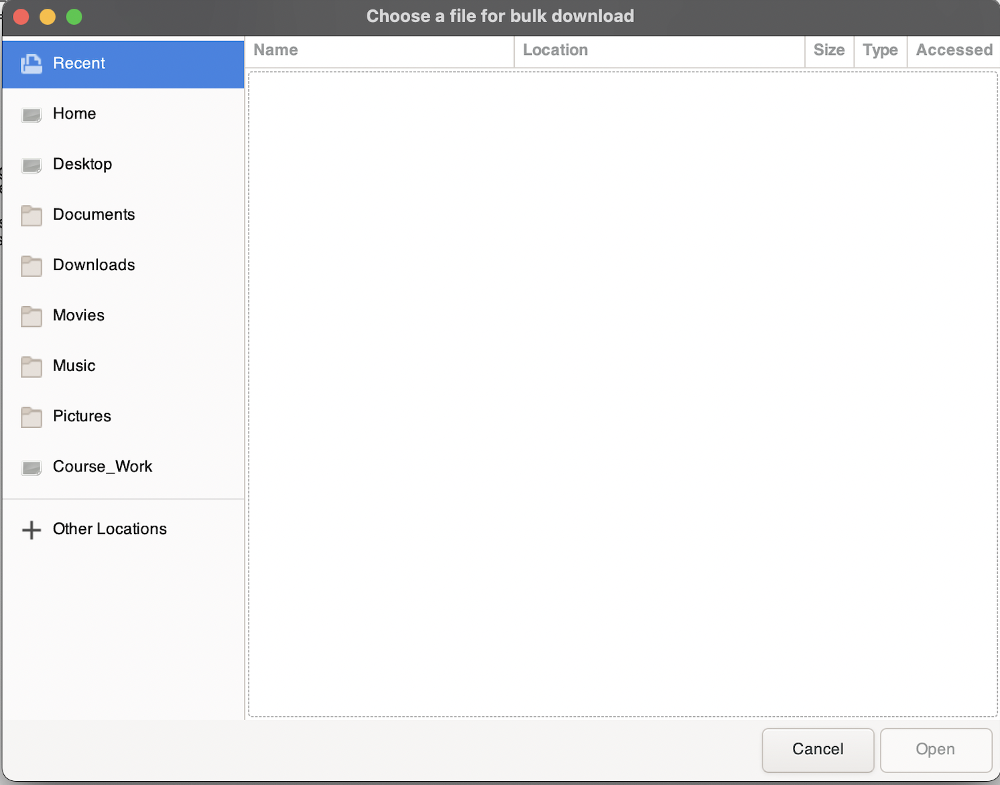 Choose a file for bulk download
Name Location Size Type Accessed
Recent
Home
Desktop
Documents
Downloads
Movies
Music
Pictures
Course_Work
Other Locations
Cancel Open